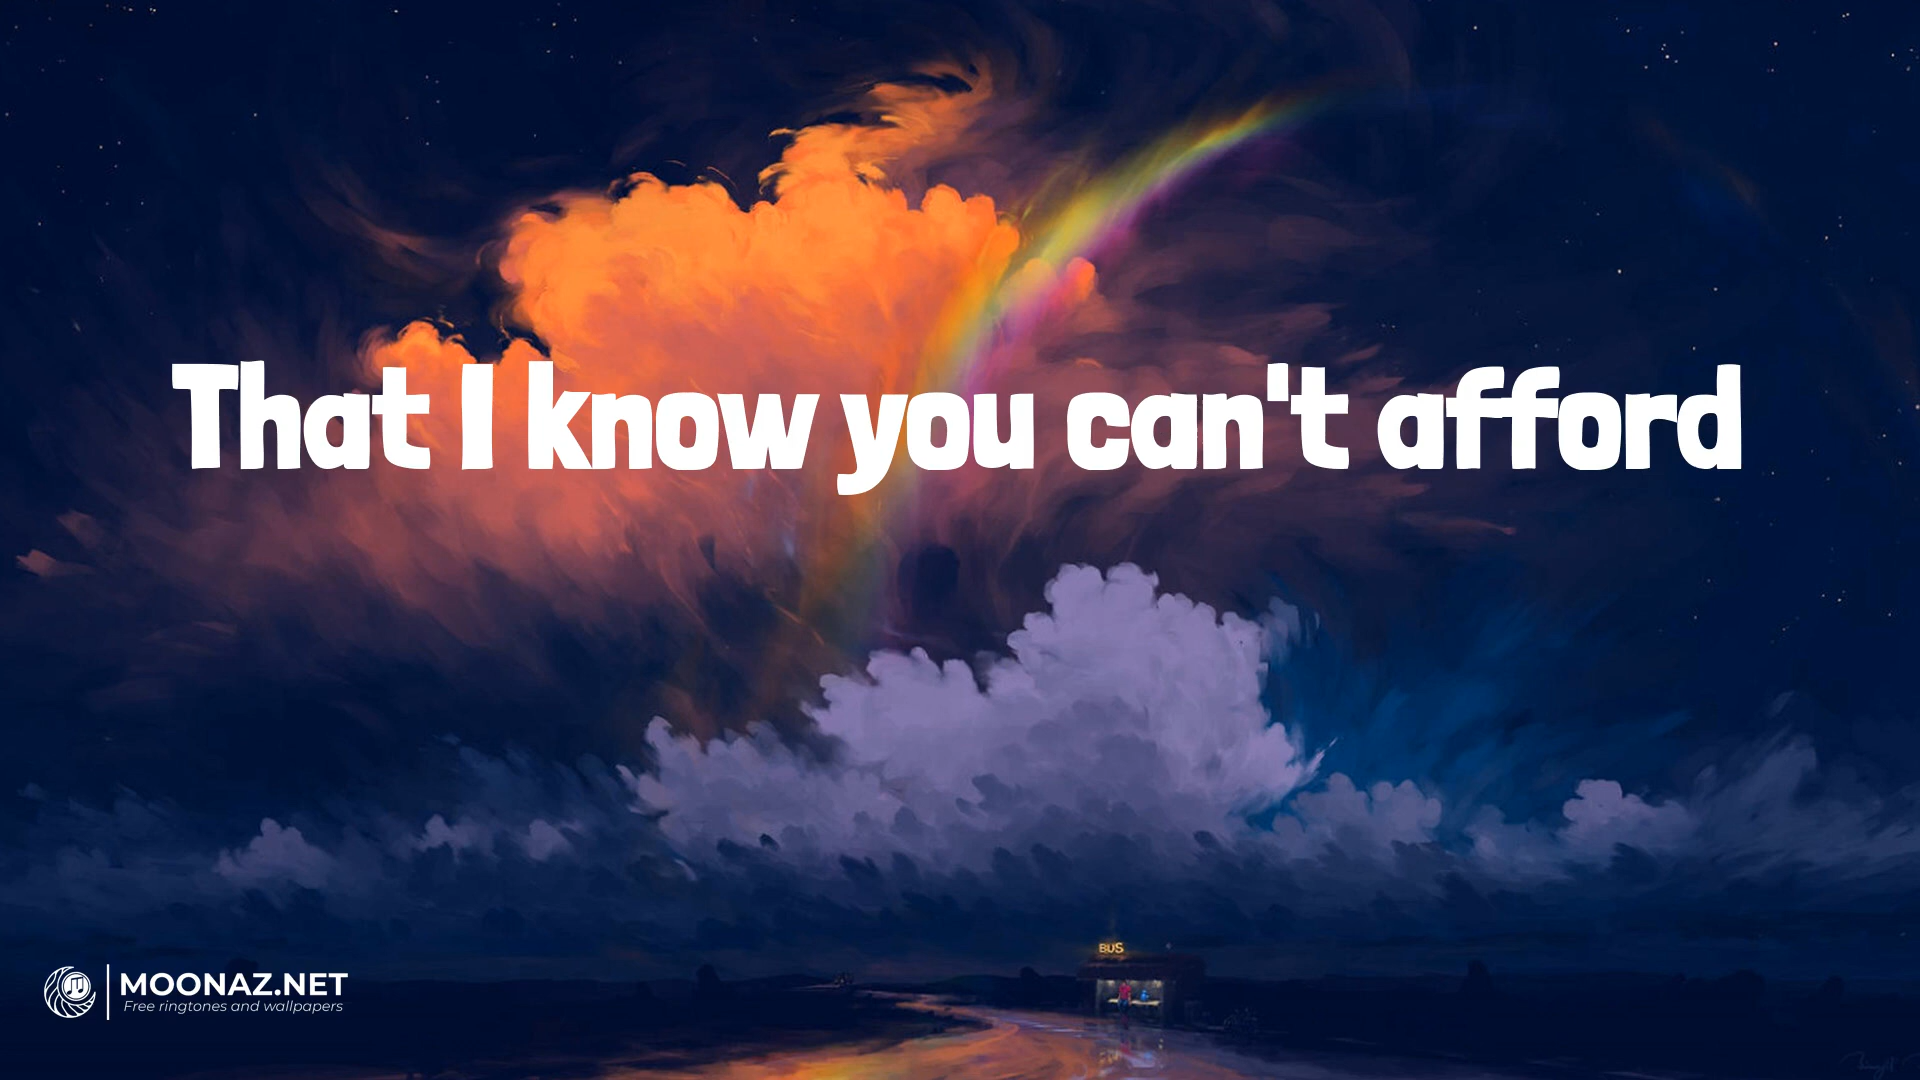 That I know you can't afford
BUS
MOONAZ.NET
Free ringtones and wallpapers